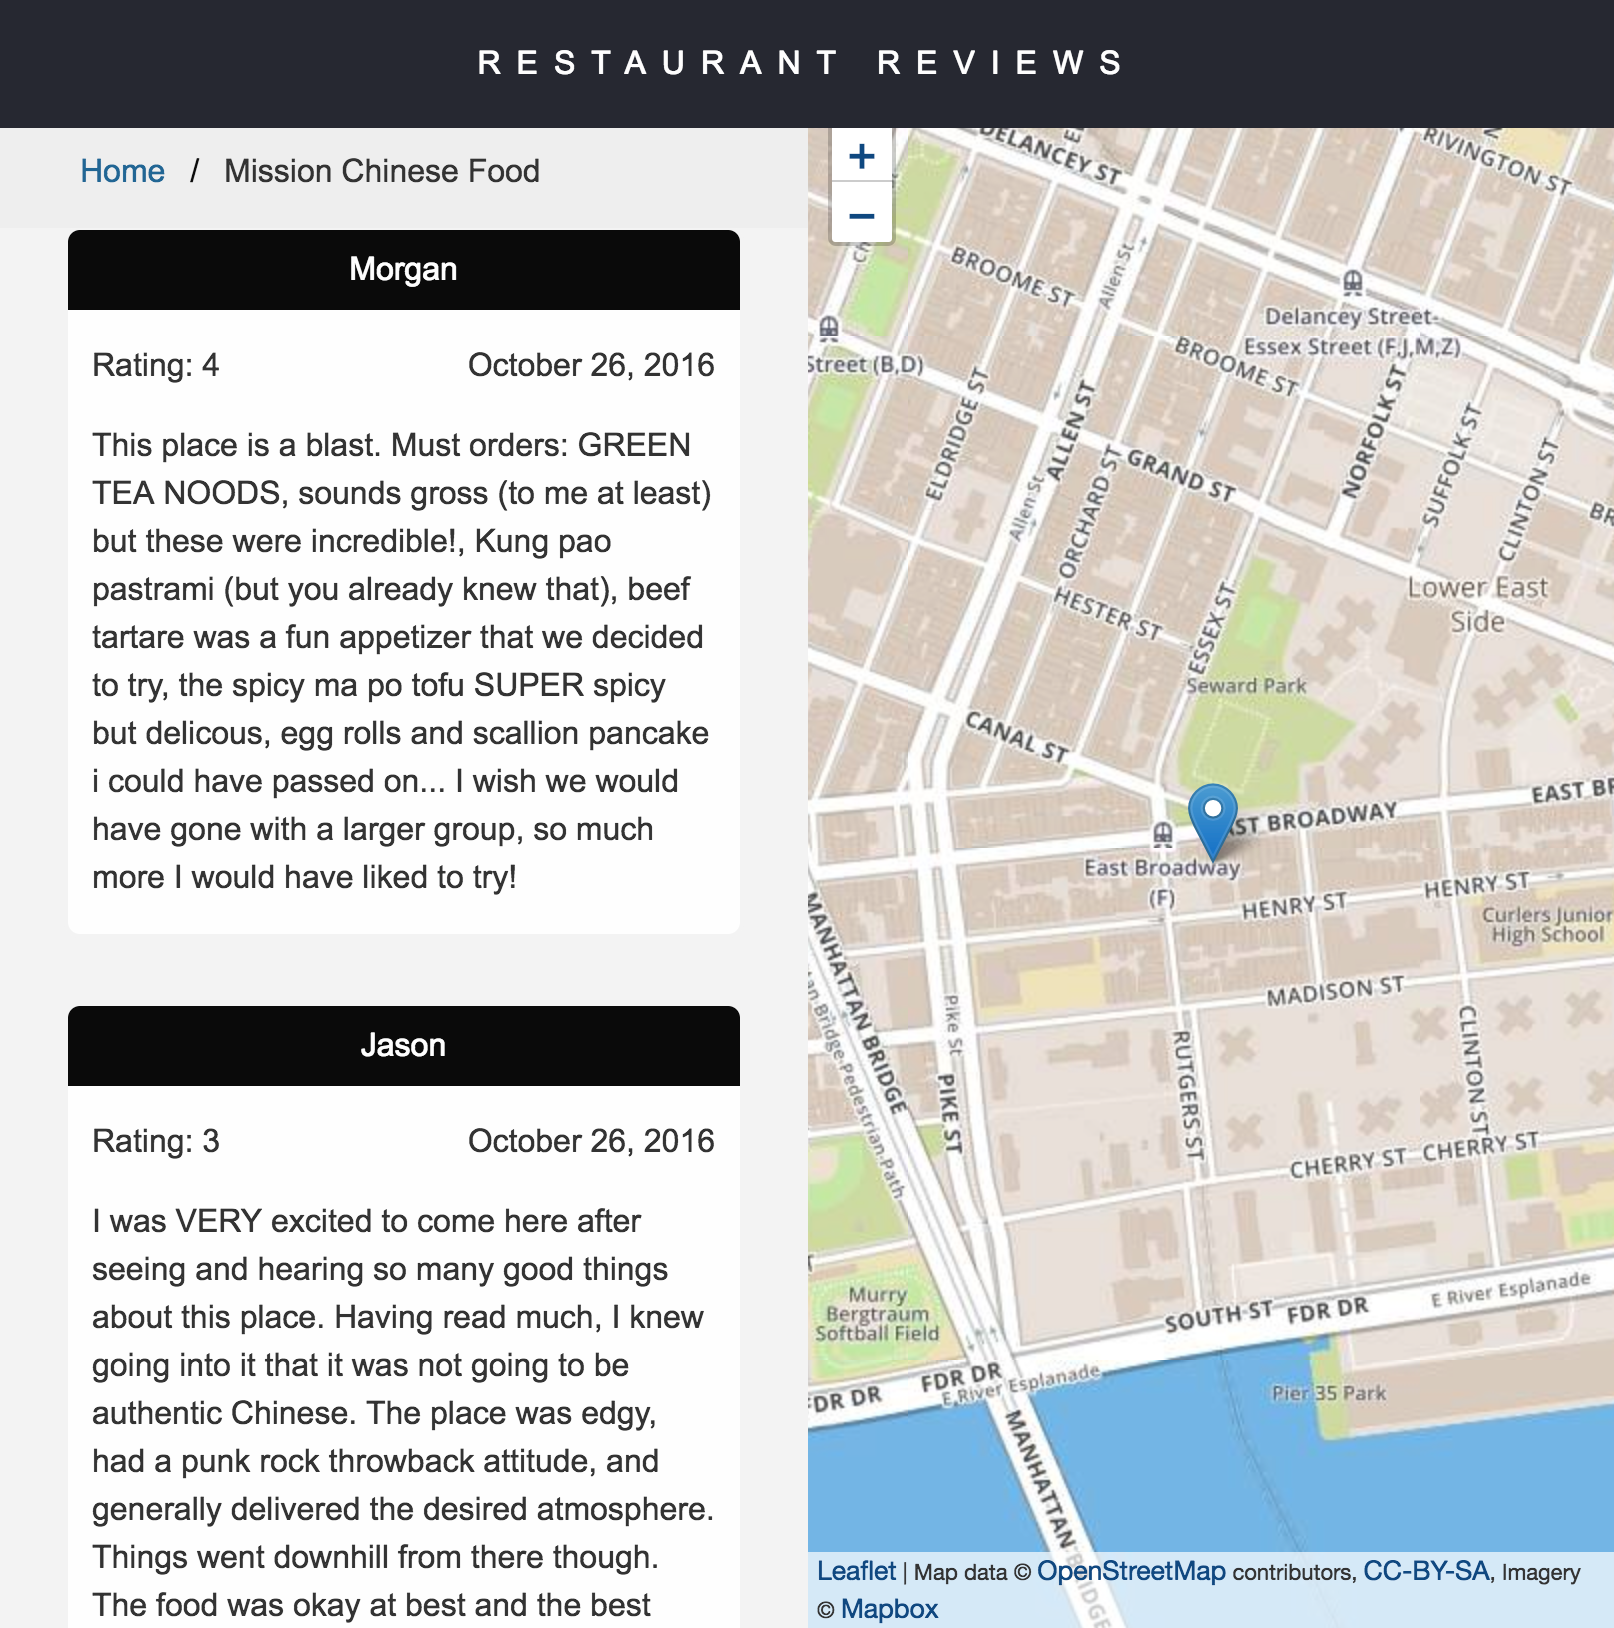 RESTAURANT REVIEWS
Home / Mission Chinese Food
Morgan
Rating: 4 October 26, 2016
This place is a blast. Must orders: GREEN
TEA NOODS, sounds gross (to me at least)
but these were incredible!, Kung pao
pastrami (but you already knew that), beef
tartare was a fun appetizer that we decided
to try, the spicy ma po tofu SUPER spicy
but delicous, egg rolls and scallion pancake
i could have passed on... I wish we would
have gone with a larger group, so much
more I would have liked to try!
Jason
Rating: 3 October 26, 2016
I was VERY excited to come here after
seeing and hearing so many good things
about this place. Having read much, I knew
going into it that it was not going to be
authentic Chinese. The place was edgy,
had a punk rock throwback attitude, and
generally delivered the desired atmosphere.
Things went downhill from there though.
The food was okay at best and the best
+
−
DELANCEY ST
RIVINGTON ST
BROOME ST
Allen St
Delancey Street-
Essex Street (F,J,M,Z)
Street (B,D)
BROOME ST
ELDRIDGE ST
ALLEN ST
NORFOLK ST
SUFFOLK ST
CLINTON ST
GRAND ST
Allen St
ORCHARD ST
HESTER ST
ESSEX ST
Lower East
Side
Seward Park
CANAL ST
EAST BR
AST BROADWAY
East Broadway
(F)
HENRY ST
HENRY ST
Curlers Junior
High School
MANHATTAN BRIDGE
an Bridge Pedestrian Path
MADISON ST
Pike St
PIKE ST
RUTGERS ST
CLINTON ST
CHERRY ST
CHERRY ST
Murry
Bergtraum
Softball Field
SOUTH ST
FDR DR
E River Esplanade
FDR DR
FDR DR
E River Esplanade
Pier 35 Park
MANHATTAN BRIDGE
Leaflet | Map data © OpenStreetMap contributors, CC-BY-SA, Imagery
© Mapbox